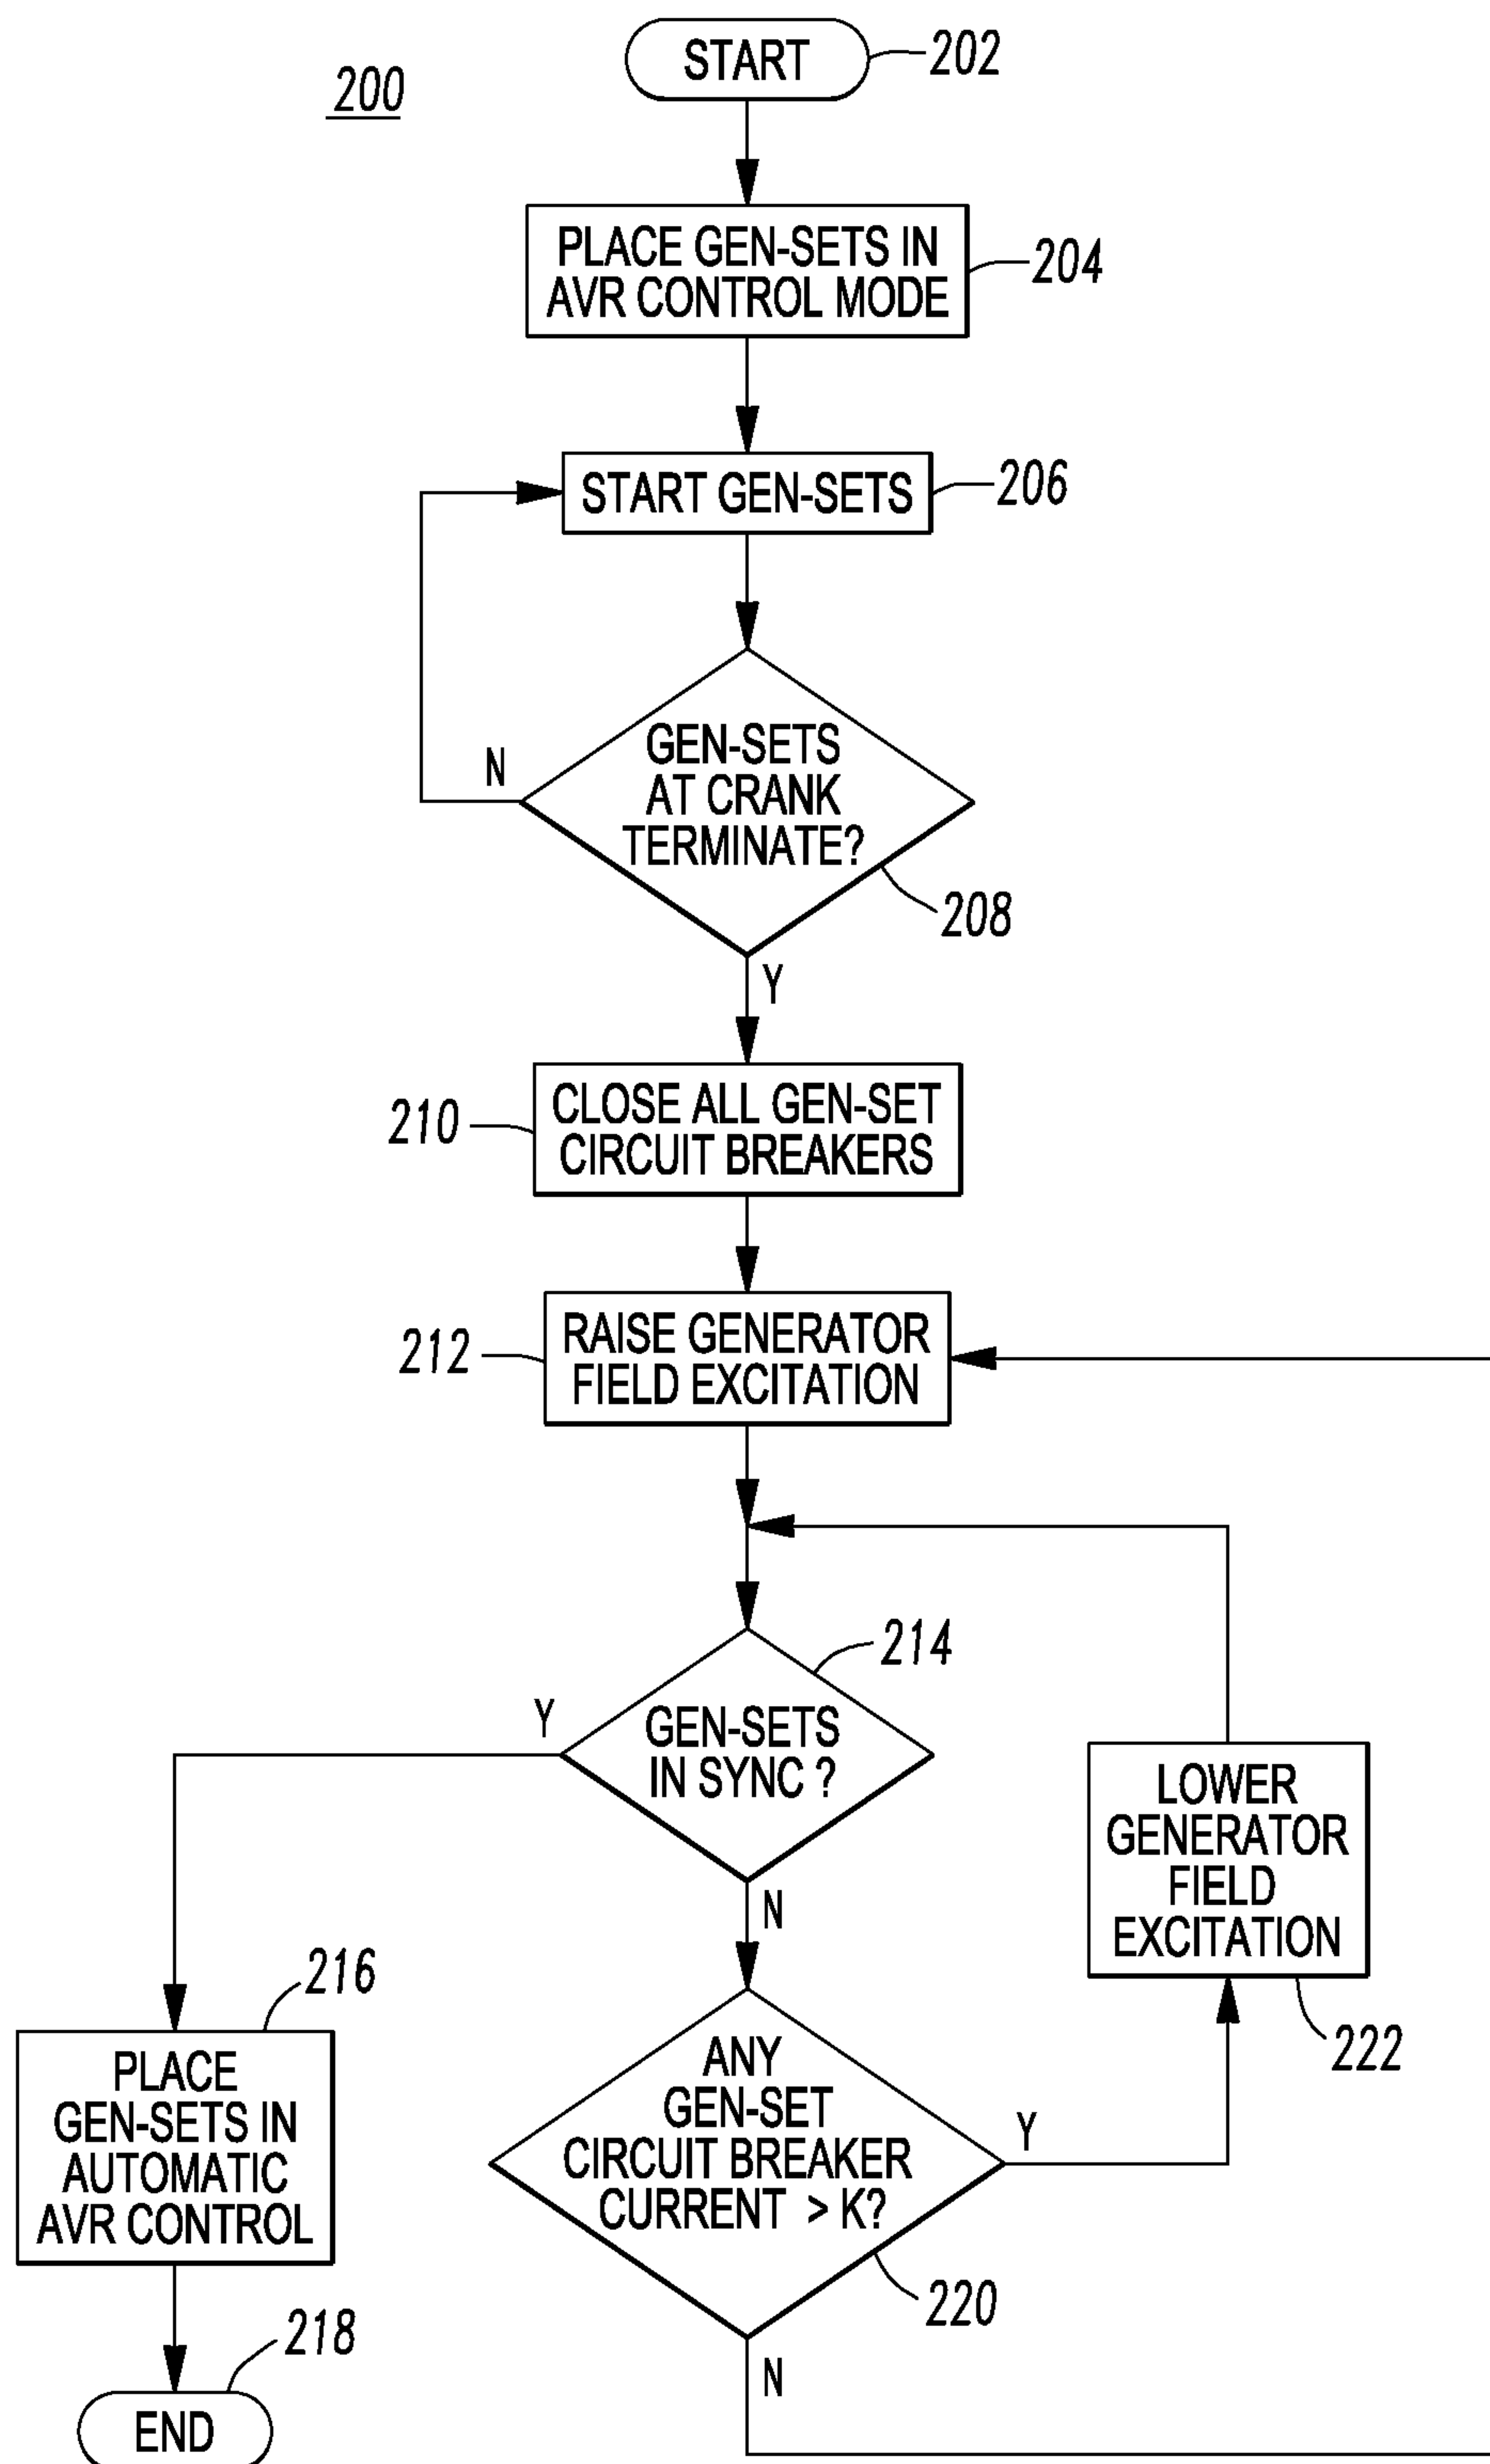 200
START
202
PLACE GEN-SETS IN
AVR CONTROL MODE
204
START GEN-SETS
206
GEN-SETS
AT CRANK
TERMINATE?
N
208
Y
CLOSE ALL GEN-SET
CIRCUIT BREAKERS
210
RAISE GENERATOR
FIELD EXCITATION
212
214
GEN-SETS
IN SYNC ?
Y
N
LOWER
GENERATOR
FIELD
EXCITATION
222
216
PLACE
GEN-SETS IN
AUTOMATIC
AVR CONTROL
ANY
GEN-SET
CIRCUIT BREAKER
CURRENT > K?
Y
220
N
218
END